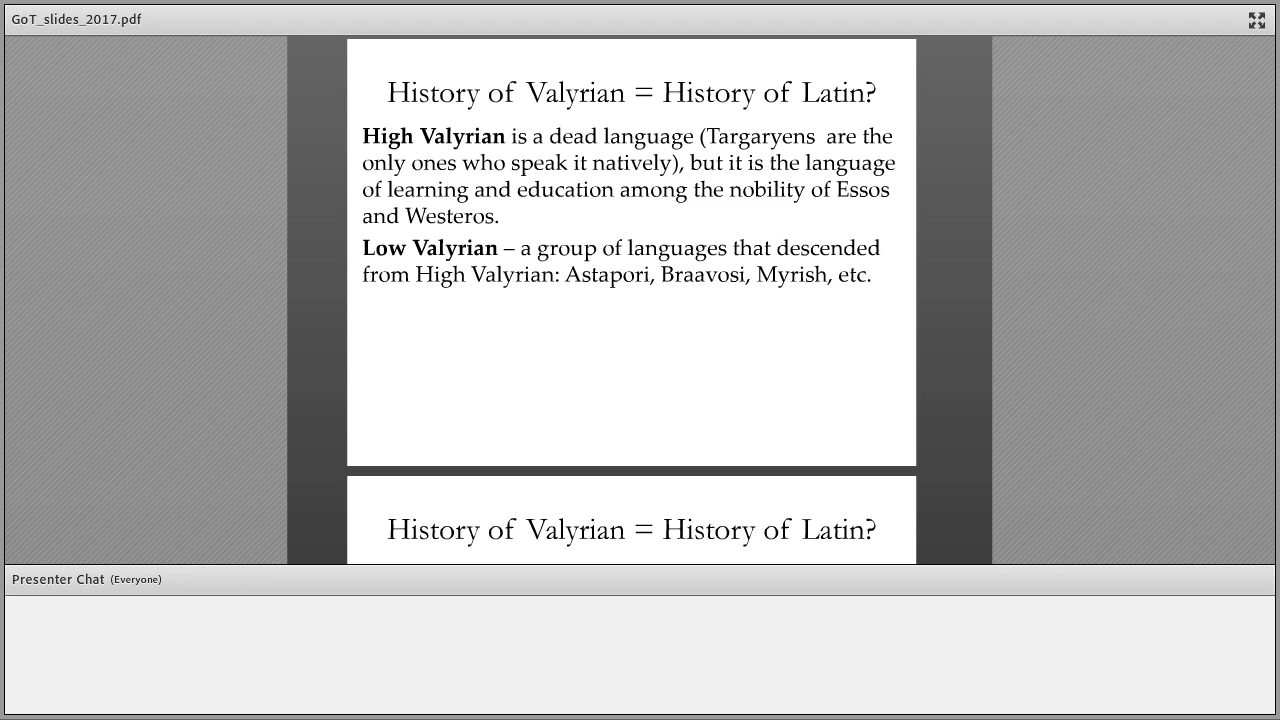 GoT_slides_2017.pdf
History of Valyrian = History of Latin?
High Valyrian is a dead language (Targaryens  are the
only ones who speak it natively), but it is the language
of learning and education among the nobility of Essos
and Westeros.
Low Valyrian – a group of languages that descended
from High Valyrian: Astapori, Braavosi, Myrish, etc.
History of Valyrian = History of Latin?
Presenter Chat (Everyone)